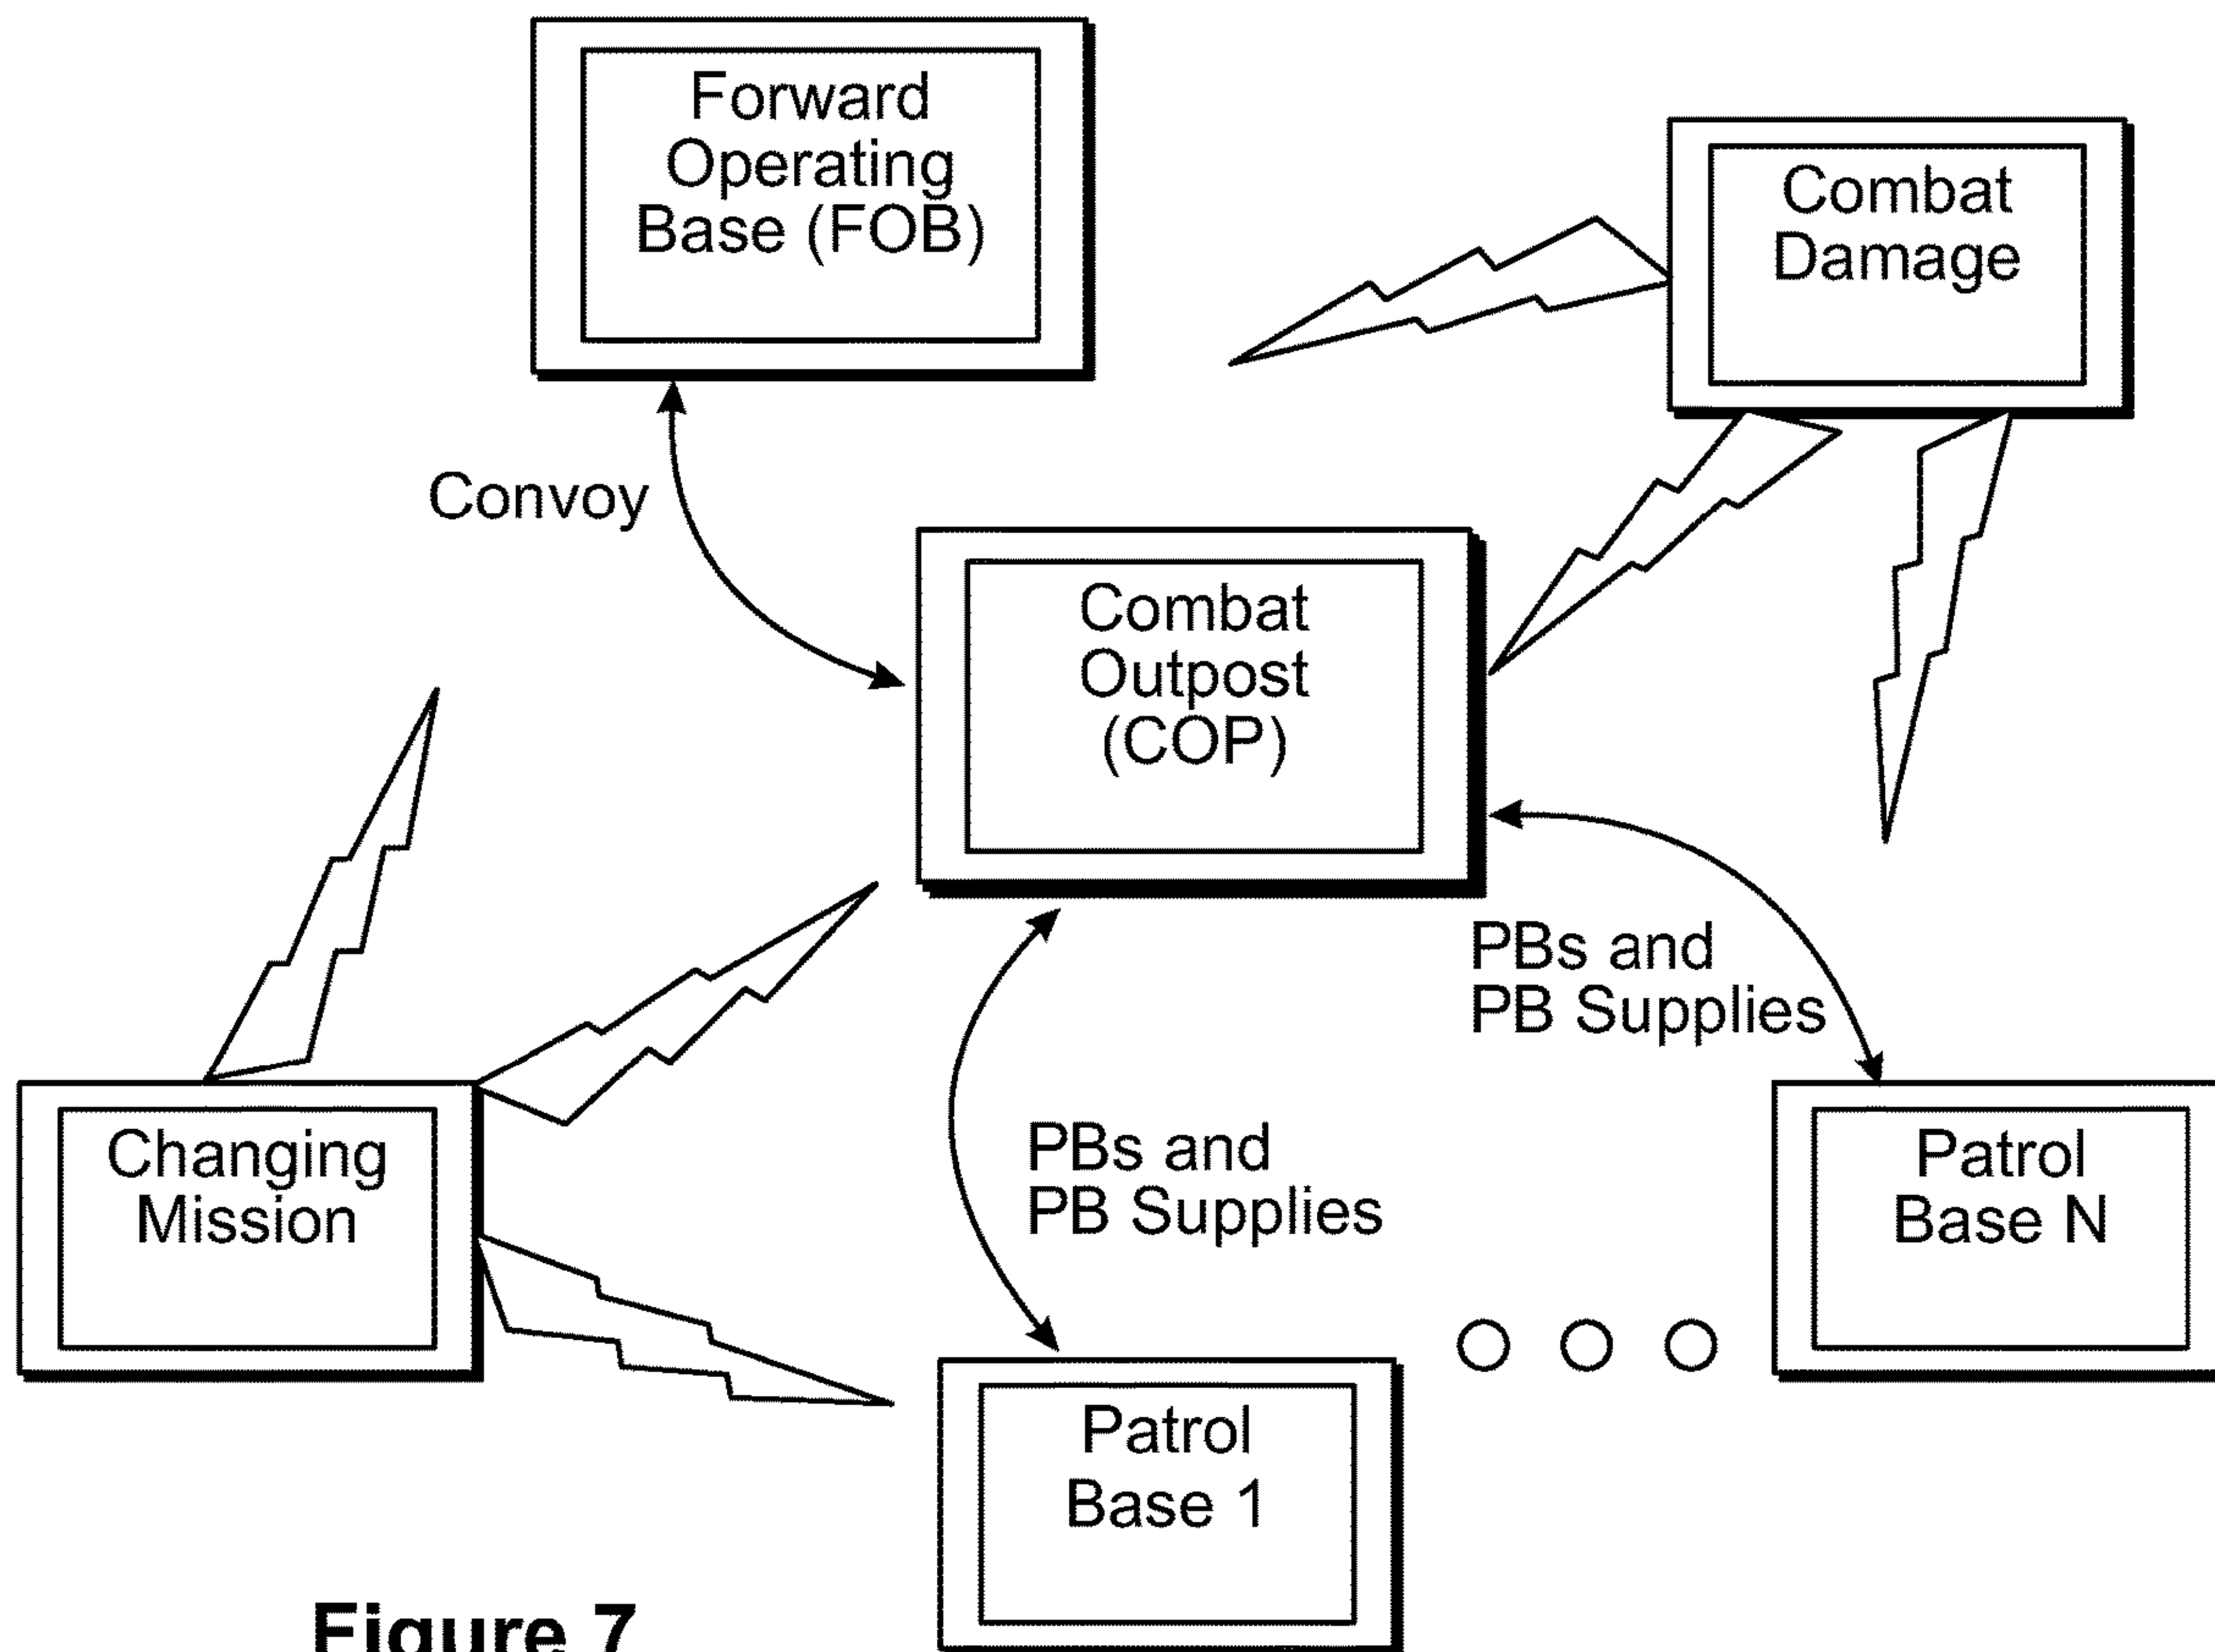 Forward
Operating
Base (FOB)
Combat
Damage
Convoy
Combat
Outpost
(COP)
PBs and
PB Supplies
Changing
Mission
PBs and
PB Supplies
Patrol
Base N
Patrol
Base 1
Figure 7